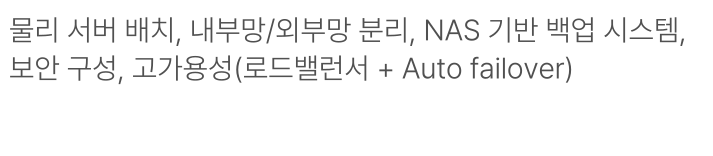 물리 서버 배치, 내부망/외부망 분리, NAS 기반 백업 시스템,
보안 구성, 고가용성(로드밸런서 + Auto failover)